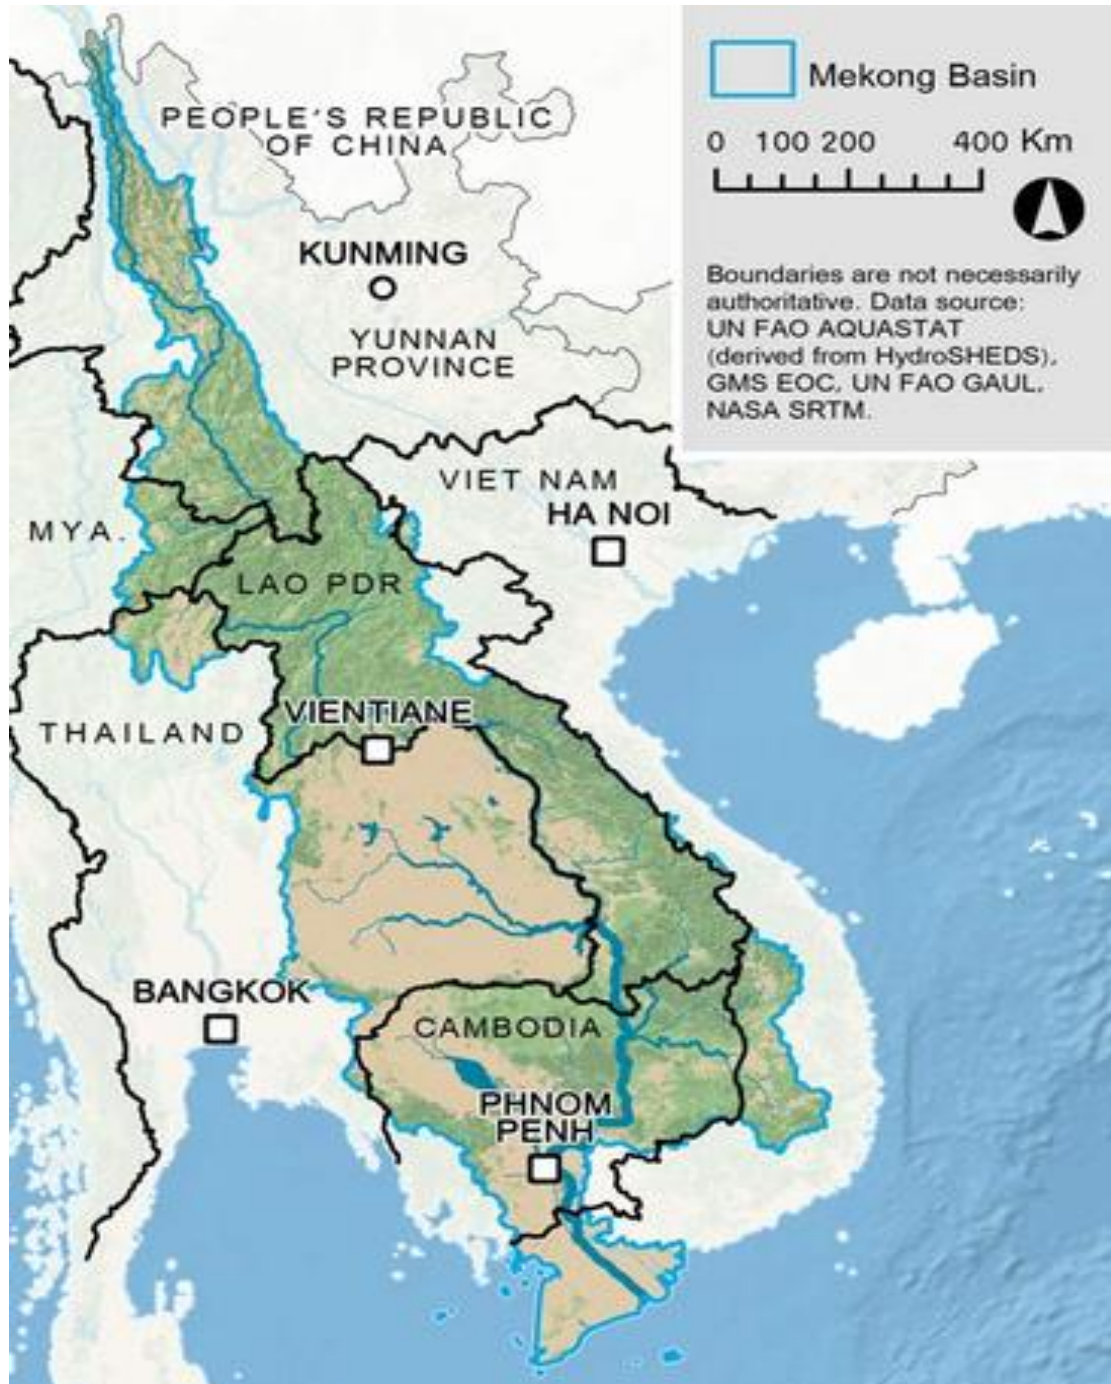 Mekong Basin
0 100 200 400 Km
Boundaries are not necessarily
authoritative. Data source:
UN FAO AQUASTAT
(derived from HydroSHEDS),
GMS EOC, UN FAO GAUL,
NASA SRTM.
PEOPLE'S REPUBLIC
OF CHINA
KUNMING
YUNNAN
PROVINCE
VIET NAM
HA NOI
MYA.
LAO PDR
VIENTIANE
THAILAND
BANGKOK
CAMBODIA
PHNOM
PENH